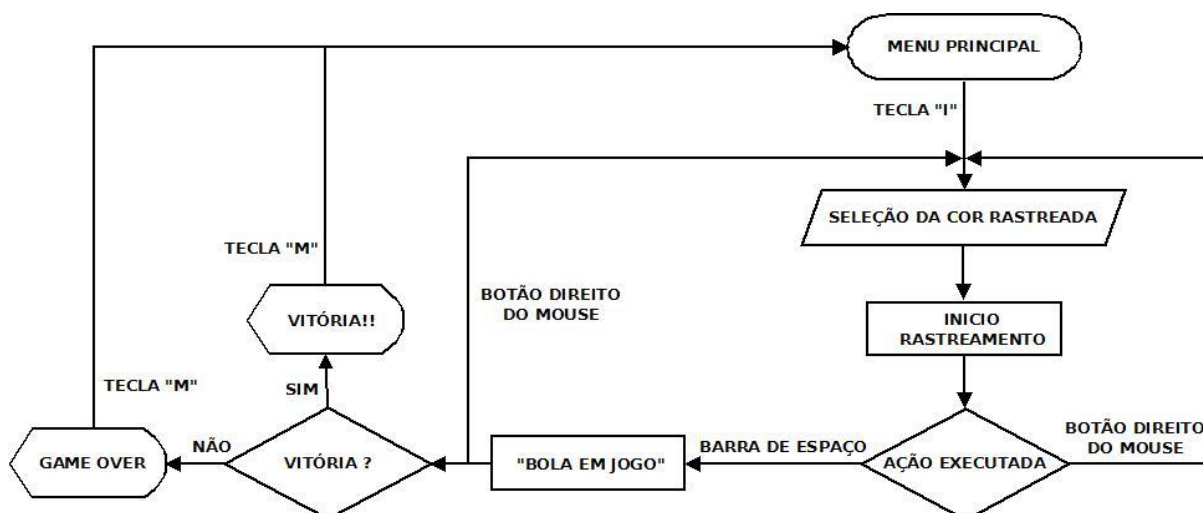 MENU PRINCIPAL
TECLA "I"
SELEÇÃO DA COR RASTREADA
TECLA "M"
BOTÃO DIREITO
DO MOUSE
VITÓRIA!!
INICIO
RASTREAMENTO
TECLA "M"
SIM
NÃO
BARRA DE ESPAÇO
BOTÃO DIREITO
DO MOUSE
GAME OVER
VITÓRIA ?
"BOLA EM JOGO"
AÇÃO EXECUTADA